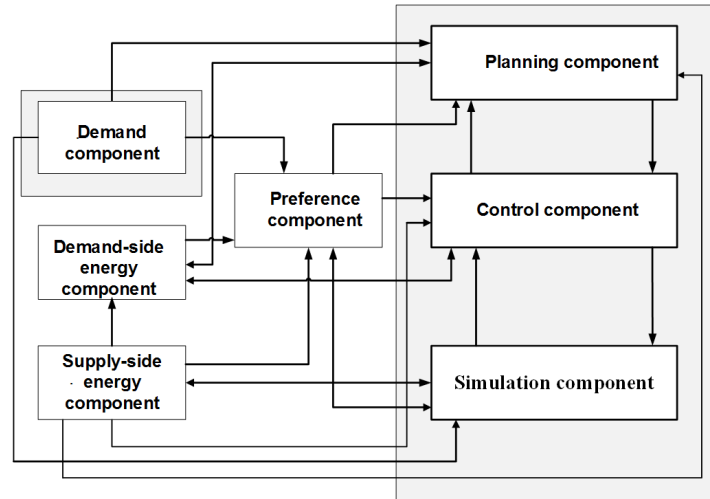 Planning component
Demand
component
Preference
component
Control component
Demand-side
energy
component
Supply-side
energy
component
Simulation component